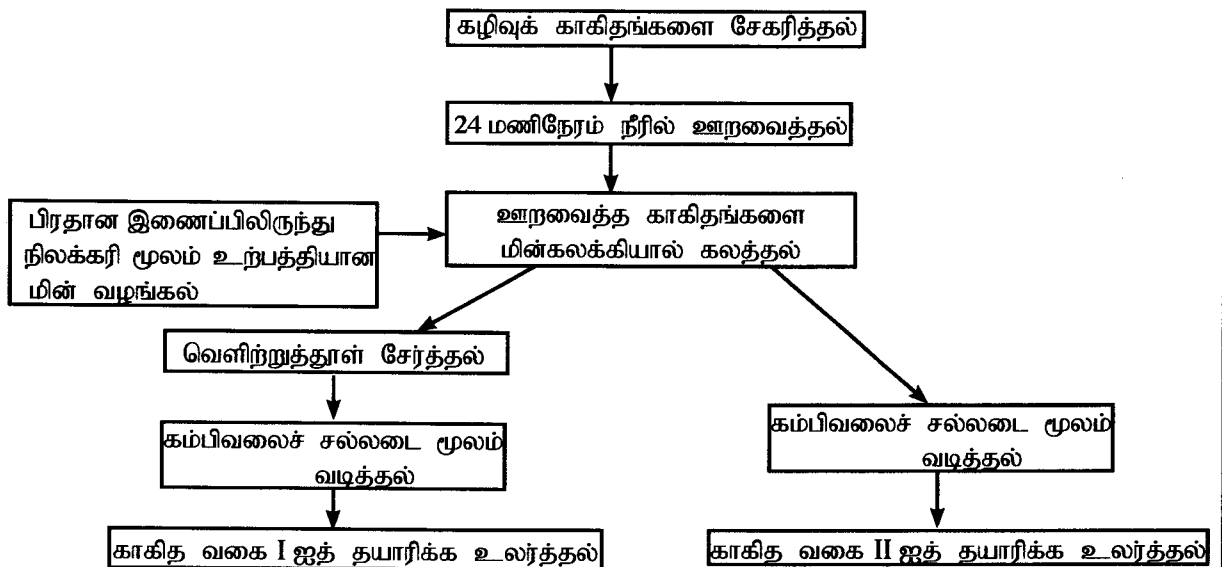 கழிவுக் காகிதங்களை சேகரித்தல்
24 மணிநேரம் நீரில் ஊறவைத்தல்
பிரதான இணைப்பிலிருந்து
நிலக்கரி மூலம் உற்பத்தியான
மின் வழங்கல்
ஊறவைத்த காகிதங்களை
மின்கலக்கியால் கலத்தல்
வெளிற்றுத்தூள் சேர்த்தல்
கம்பிவலைச் சல்லடை மூலம்
வடித்தல்
காகித வகை I ஐத் தயாரிக்க உலர்த்தல்
கம்பிவலைச் சல்லடை மூலம்
வடித்தல்
காகித வகை II ஐத் தயாரிக்க உலர்த்தல்